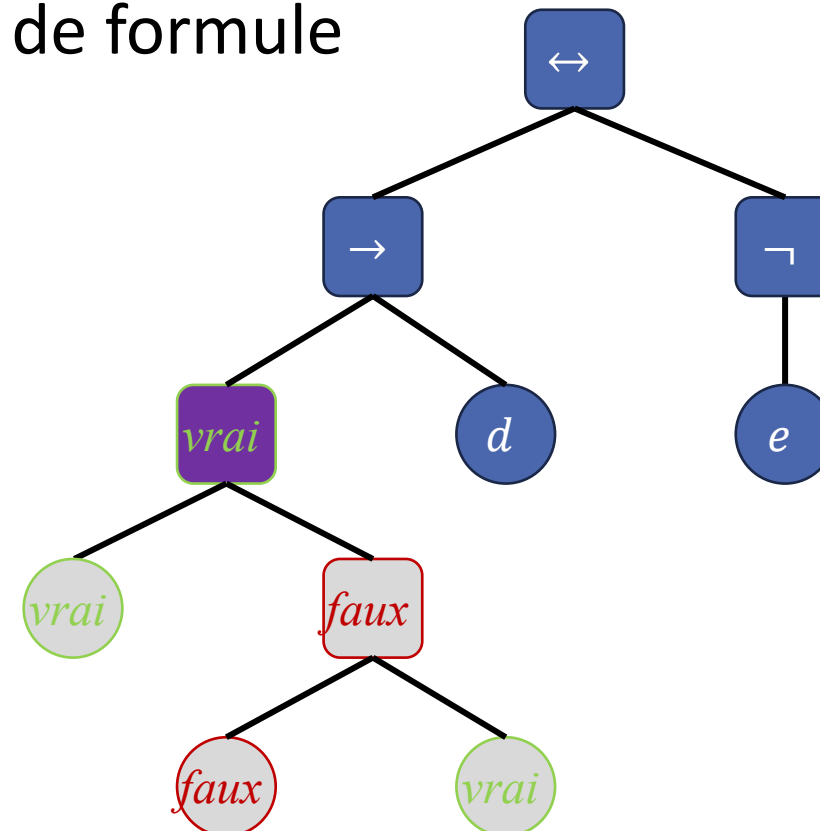 de formule
↔
→
¬
vrai
d
e
vrai
faux
faux
vrai